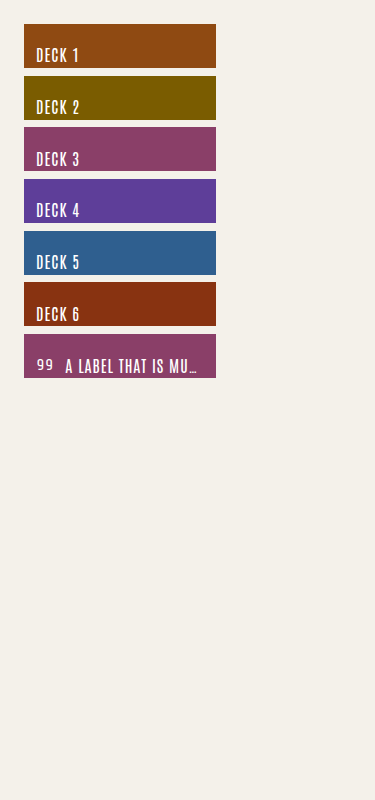 DECK 1
DECK 2
DECK 3
DECK 4
DECK 5
DECK 6
99 A LABEL THAT IS MU…